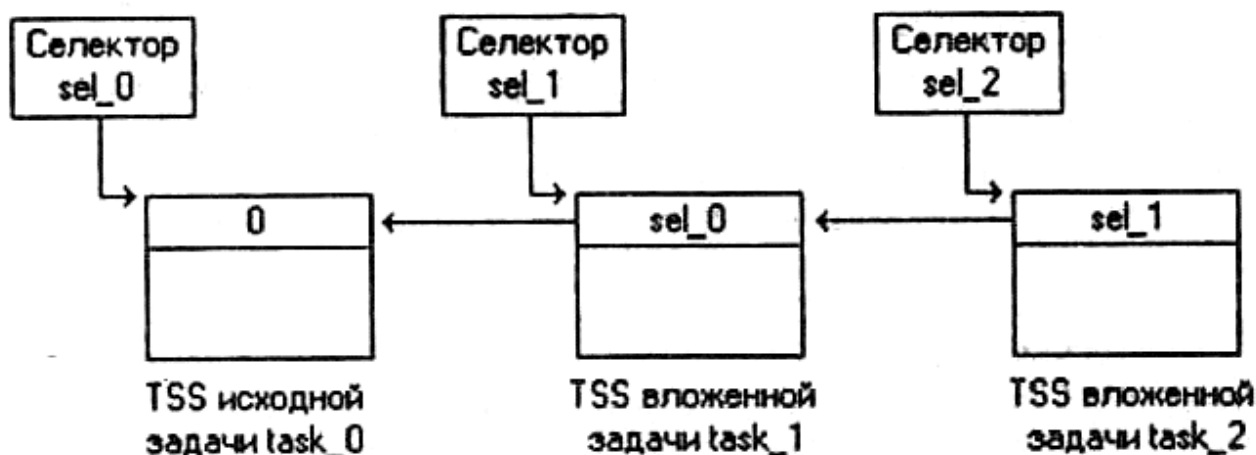 Селектор
sel_0
Селектор
sel_1
Селектор
sel_2
0
sel_0
sel_1
TSS исходной
задачи task_0
TSS вложенной
задачи task_1
TSS вложенной
задачи task_2